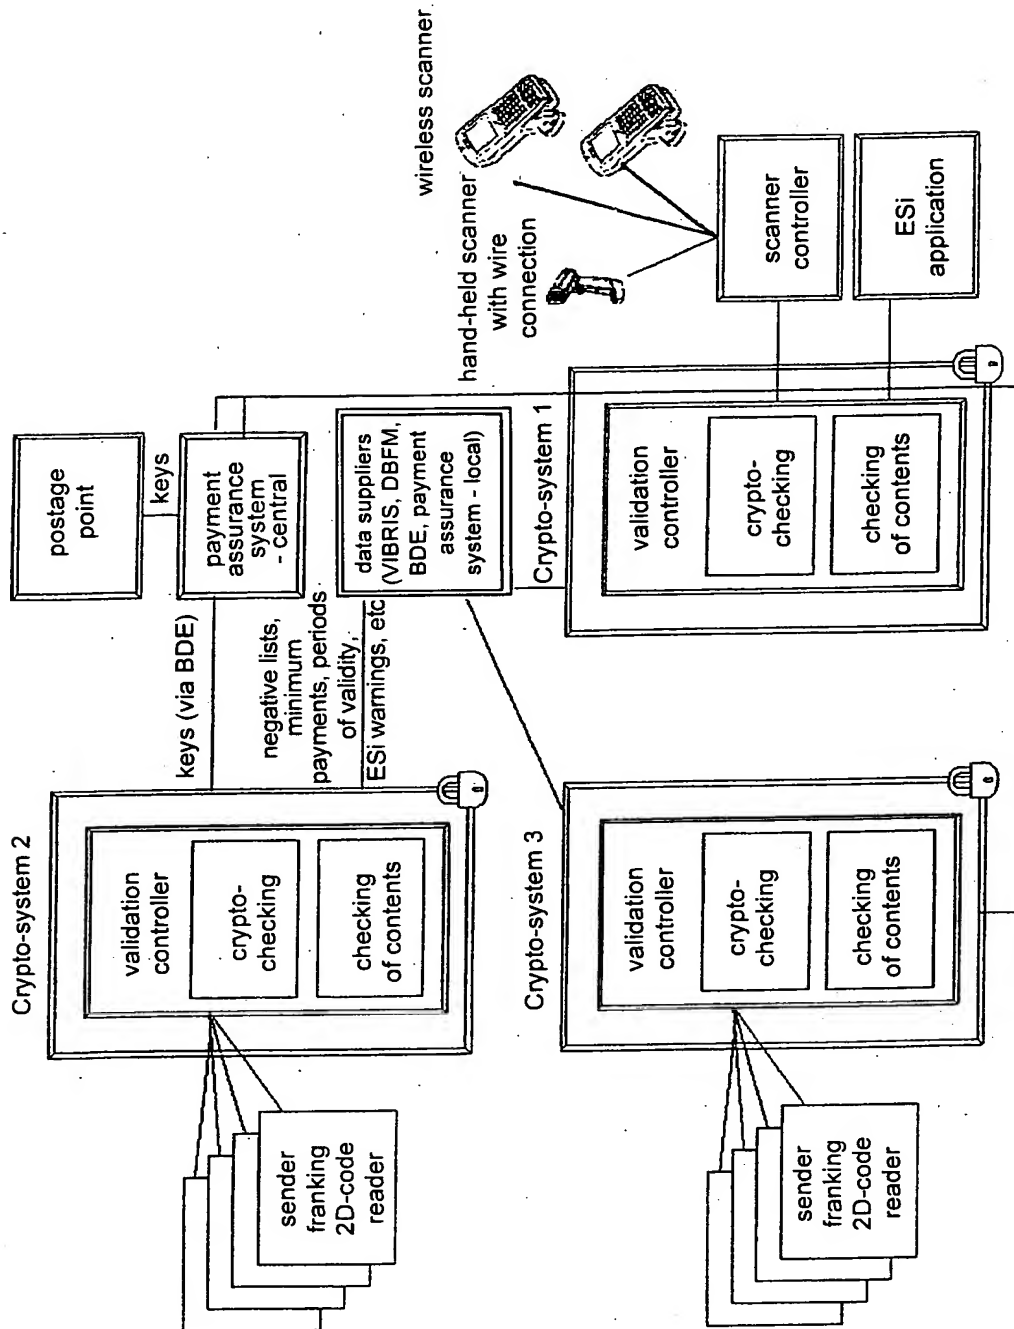 Crypto-system 2
validation
controller
crypto-
checking
checking
of contents
sender
franking
2D-code
reader
keys (via BDE)
negative lists,
minimum
payments, periods
of validity,
ESi warnings, etc
postage
point
keys
payment
assurance
system
- central
data suppliers
(VIBRIS, DBFM,
BDE, payment
assurance
system - local)
Crypto-system 3
validation
controller
crypto-
checking
checking
of contents
sender
franking
2D-code
reader
Crypto-system 1
validation
controller
crypto-
checking
checking
of contents
hand-held scanner
with wire
connection
wireless scanner
scanner
controller
ESi
application